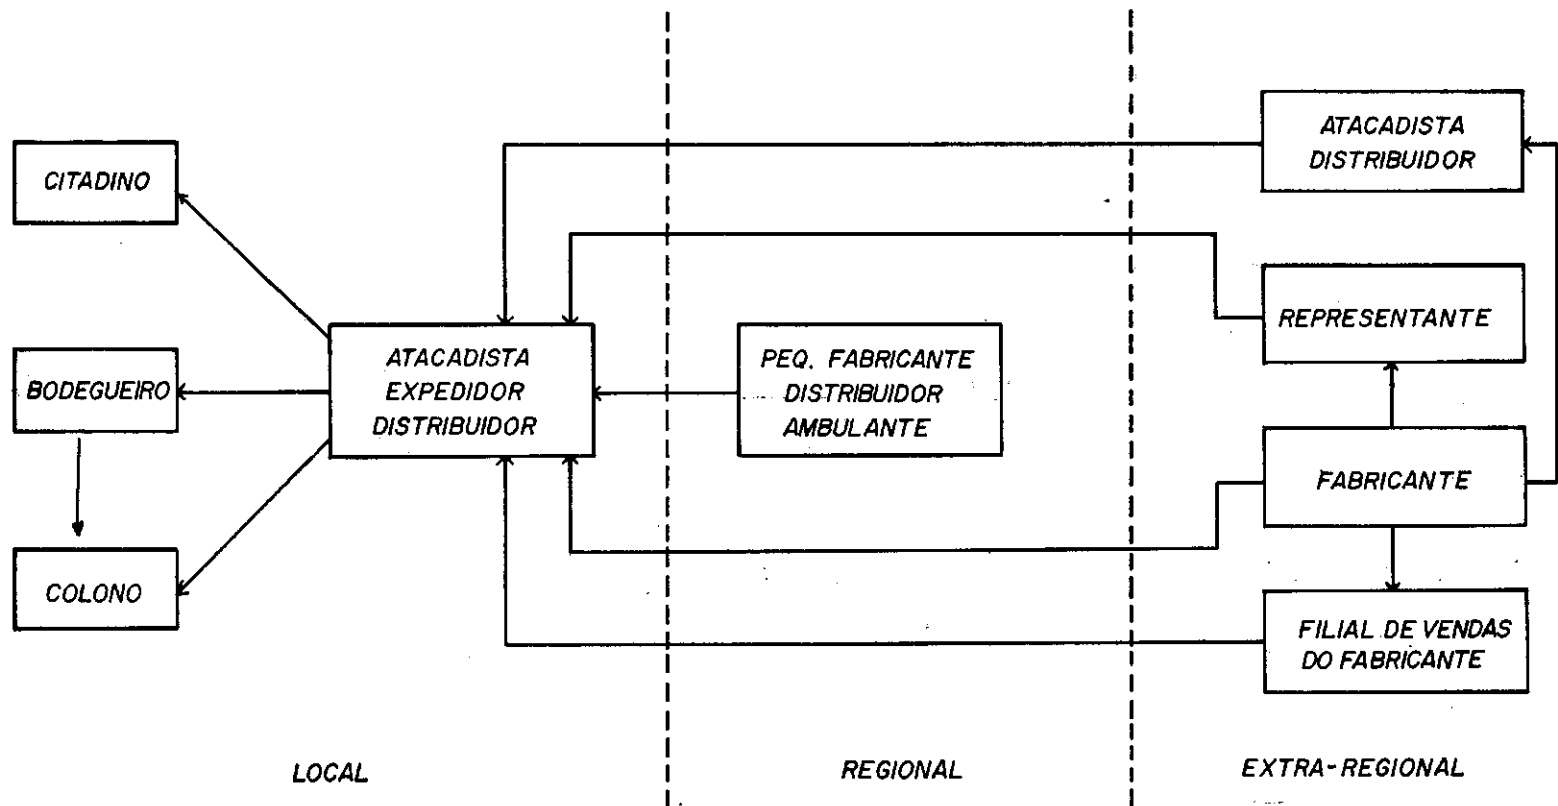 CITADINO
BODEGUEIRO
COLONO
ATACADISTA
EXPEDIDOR
DISTRIBUIDOR
PEQ. FABRICANTE
DISTRIBUIDOR
AMBULANTE
ATACADISTA
DISTRIBUIDOR
REPRESENTANTE
FABRICANTE
FILIAL DE VENDAS
DO FABRICANTE
LOCAL
REGIONAL
EXTRA-REGIONAL